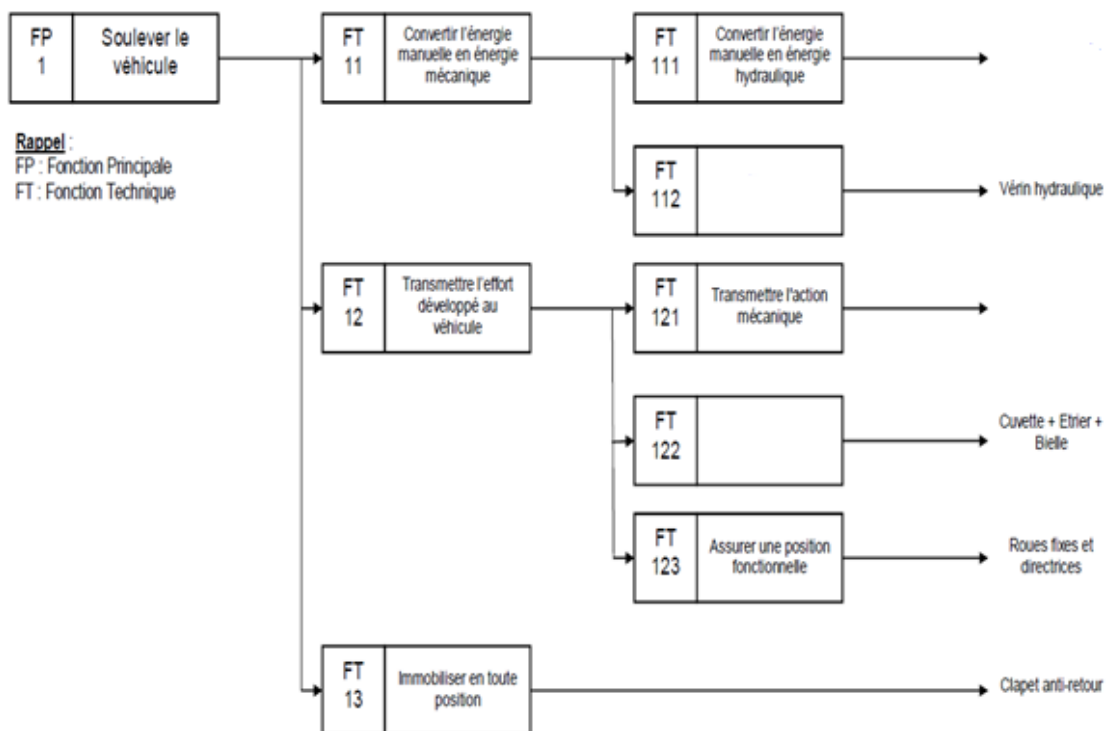 FP
1
Soulever le
véhicule
FT
11
Convertir l'énergie
manuelle en énergie
mécanique
FT
111
Convertir l'énergie
manuelle en énergie
hydraulique
Rappel :
FP : Fonction Principale
FT : Fonction Technique
FT
112
Vérin hydraulique
FT
12
Transmettre l'effort
développé au
véhicule
FT
121
Transmettre l'action
mécanique
FT
122
Cuvette + Etrier +
Bielle
FT
123
Assurer une position
fonctionnelle
Roues fixes et
directrices
FT
13
Immobiliser en toute
position
Clapet anti-retour